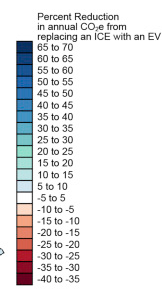 Percent Reduction
in annual CO₂e from
replacing an ICE with an EV
65 to 70
60 to 65
55 to 60
50 to 55
45 to 50
40 to 45
35 to 40
30 to 35
25 to 30
20 to 25
15 to 20
10 to 15
5 to 10
-5 to 5
-10 to -5
-15 to -10
-20 to -15
-25 to -20
-30 to -25
-35 to -30
-40 to -35